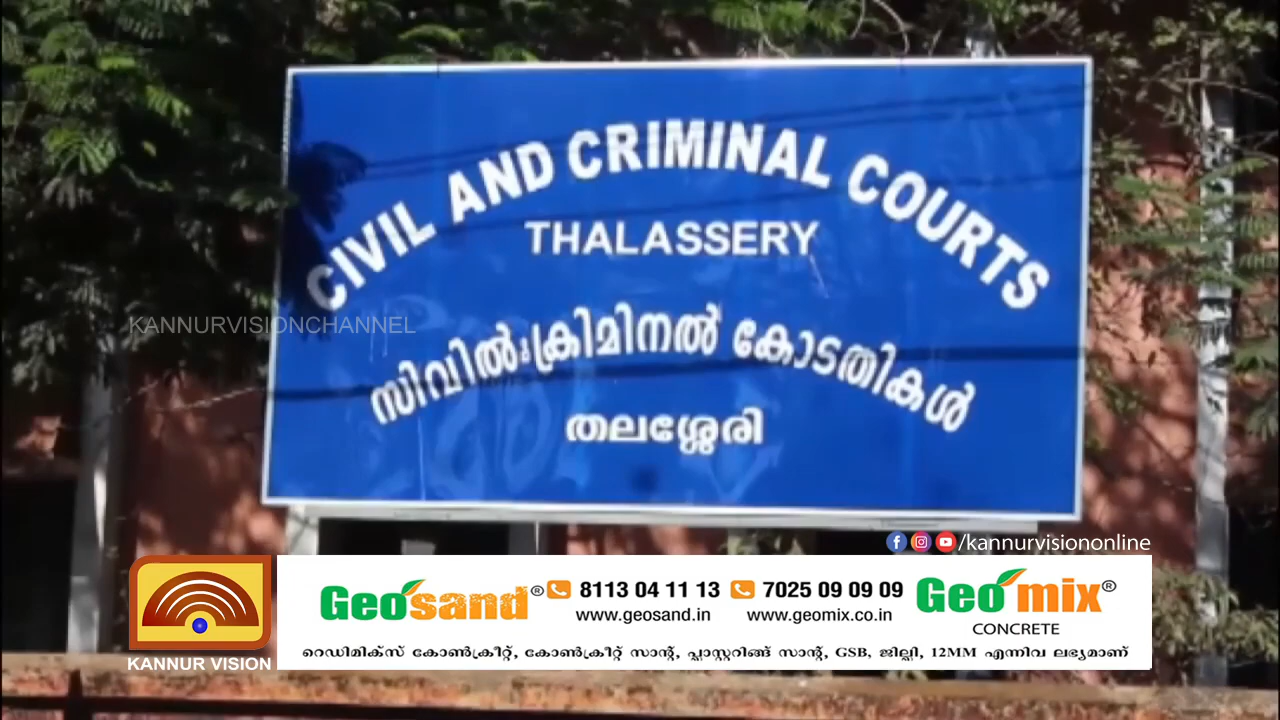 CIVIL AND CRIMINAL COURTS
THALASSERY
സിവിൽ&ക്രിമിനൽ കോടതികൾ
തലശ്ശേരി
KANNURVISIONCHANNEL
/kannurvisiononline
KANNUR VISION
Geosand® 8113 04 11 13 7025 09 09 09 Geo mix®
www.geosand.in www.geomix.co.in CONCRETE
റെഡിമിക്സ് കോൺക്രീറ്റ്, കോൺക്രീറ്റ് സാന്റ്, പ്ലാസ്റ്ററിങ്ങ് സാന്റ്, GSB, ജില്ലി, 12MM എന്നിവ ലഭ്യമാണ്